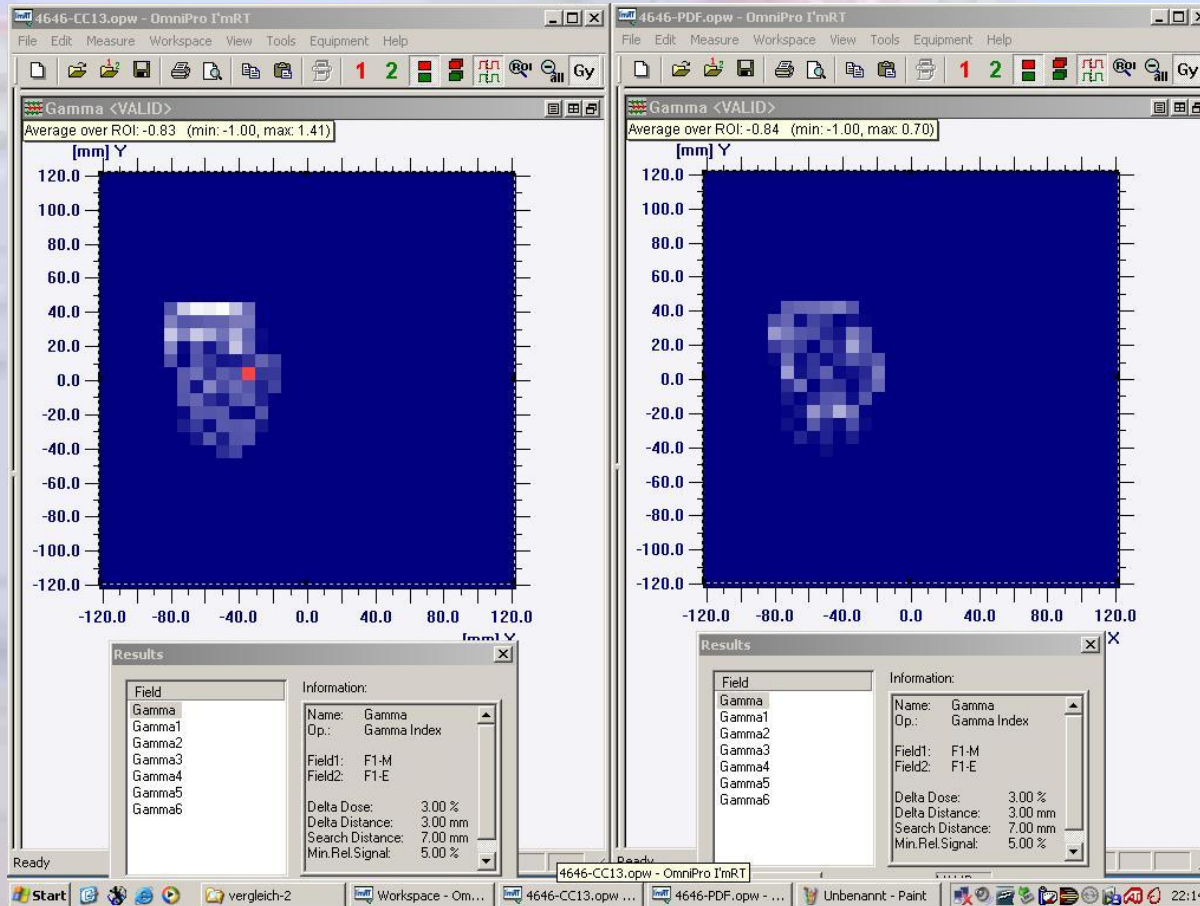 4646-CC13.opw - OmniPro I'mRT
File Edit Measure Workspace View Tools Equipment Help
1 2 ROI all Gy
Gamma <VALID>
Average over ROI: -0.83 (min: -1.00, max: 1.41)
[mm] Y
120.0
100.0
80.0
60.0
40.0
20.0
0.0
-20.0
-40.0
-60.0
-80.0
-100.0
-120.0
-120.0 -80.0 -40.0 0.0 40.0 80.0 120.0
[mm] X
Results
Field
Gamma
Gamma1
Gamma2
Gamma3
Gamma4
Gamma5
Gamma6
Information:
Name: Gamma
Op.: Gamma Index
Field1: F1-M
Field2: F1-E
Delta Dose: 3.00 %
Delta Distance: 3.00 mm
Search Distance: 7.00 mm
Min.Rel.Signal: 5.00 %
Ready
4646-PDF.opw - OmniPro I'mRT
File Edit Measure Workspace View Tools Equipment Help
1 2 ROI all Gy
Gamma <VALID>
Average over ROI: -0.84 (min: -1.00, max: 0.70)
[mm] Y
120.0
100.0
80.0
60.0
40.0
20.0
0.0
-20.0
-40.0
-60.0
-80.0
-100.0
-120.0
-120.0 -80.0 -40.0 0.0 40.0 80.0 120.0
X
Results
Field
Gamma
Gamma1
Gamma2
Gamma3
Gamma4
Gamma5
Gamma6
Information:
Name: Gamma
Op.: Gamma Index
Field1: F1-M
Field2: F1-E
Delta Dose: 3.00 %
Delta Distance: 3.00 mm
Search Distance: 7.00 mm
Min.Rel.Signal: 5.00 %
Ready
4646-CC13.opw - OmniPro I'mRT
Start vergleich-2 Workspace - Om... 4646-CC13.opw ... 4646-PDF.opw - ... Unbenannt - Paint